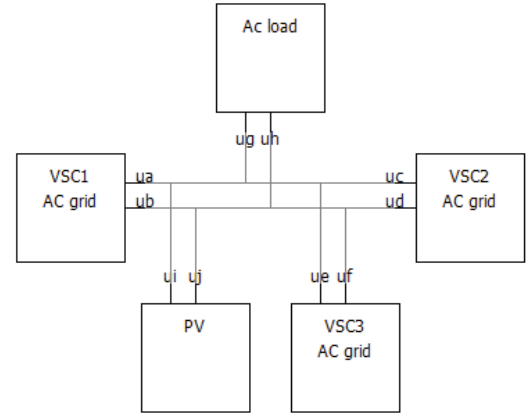 Ac load
ug uh
VSC1
AC grid
ua
ub
uc
ud
VSC2
AC grid
ui uj
ue uf
PV
VSC3
AC grid